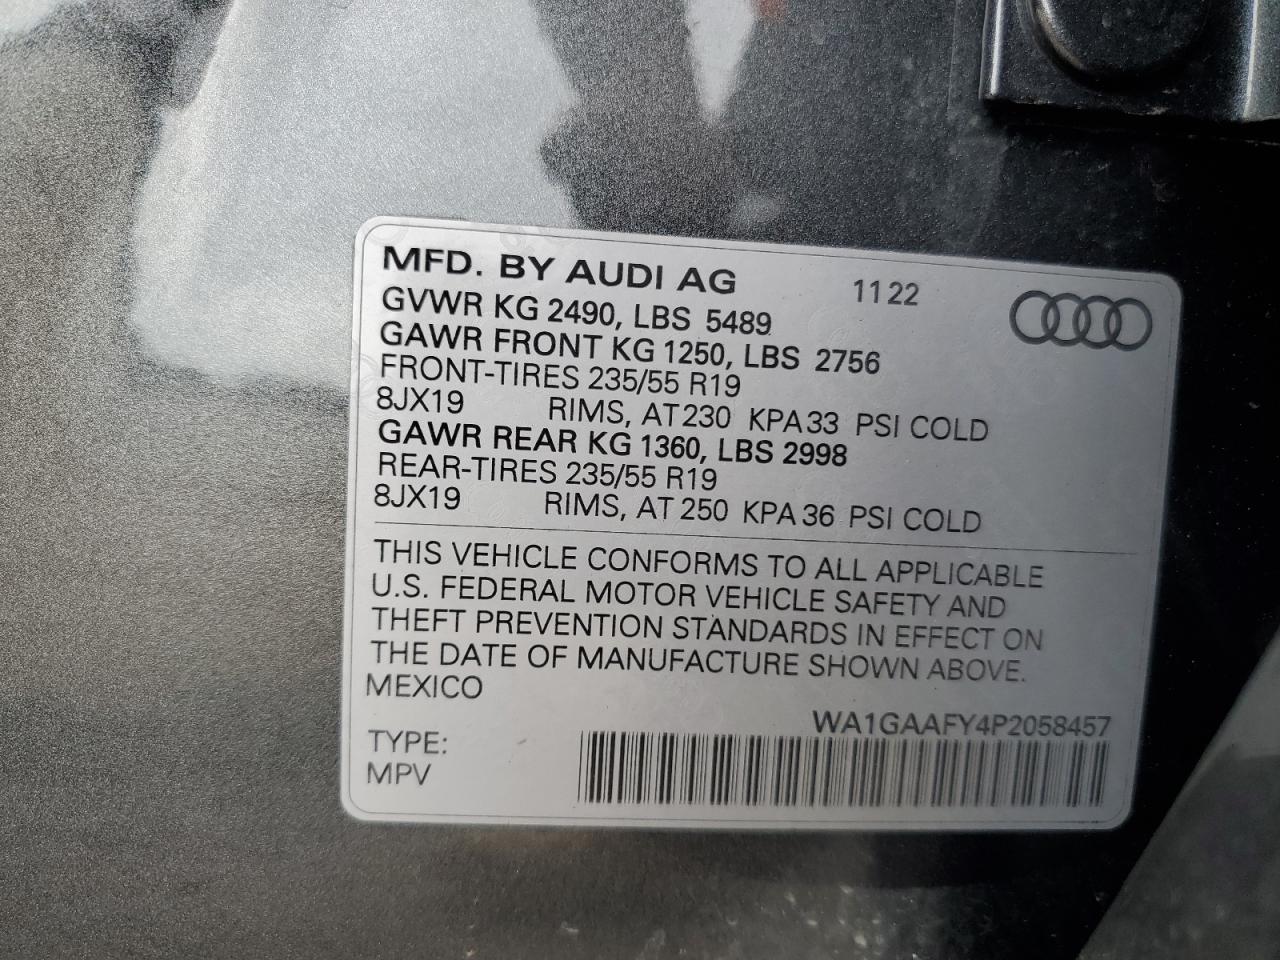 MFD. BY AUDI AG 11 22
GVWR KG 2490, LBS 5489
GAWR FRONT KG 1250, LBS 2756
FRONT-TIRES 235/55 R19
8JX19 RIMS, AT 230 KPA 33 PSI COLD
GAWR REAR KG 1360, LBS 2998
REAR-TIRES 235/55 R19
8JX19 RIMS, AT 250 KPA 36 PSI COLD
THIS VEHICLE CONFORMS TO ALL APPLICABLE
U.S. FEDERAL MOTOR VEHICLE SAFETY AND
THEFT PREVENTION STANDARDS IN EFFECT ON
THE DATE OF MANUFACTURE SHOWN ABOVE.
MEXICO
WA1GAAFY4P2058457
TYPE:
MPV